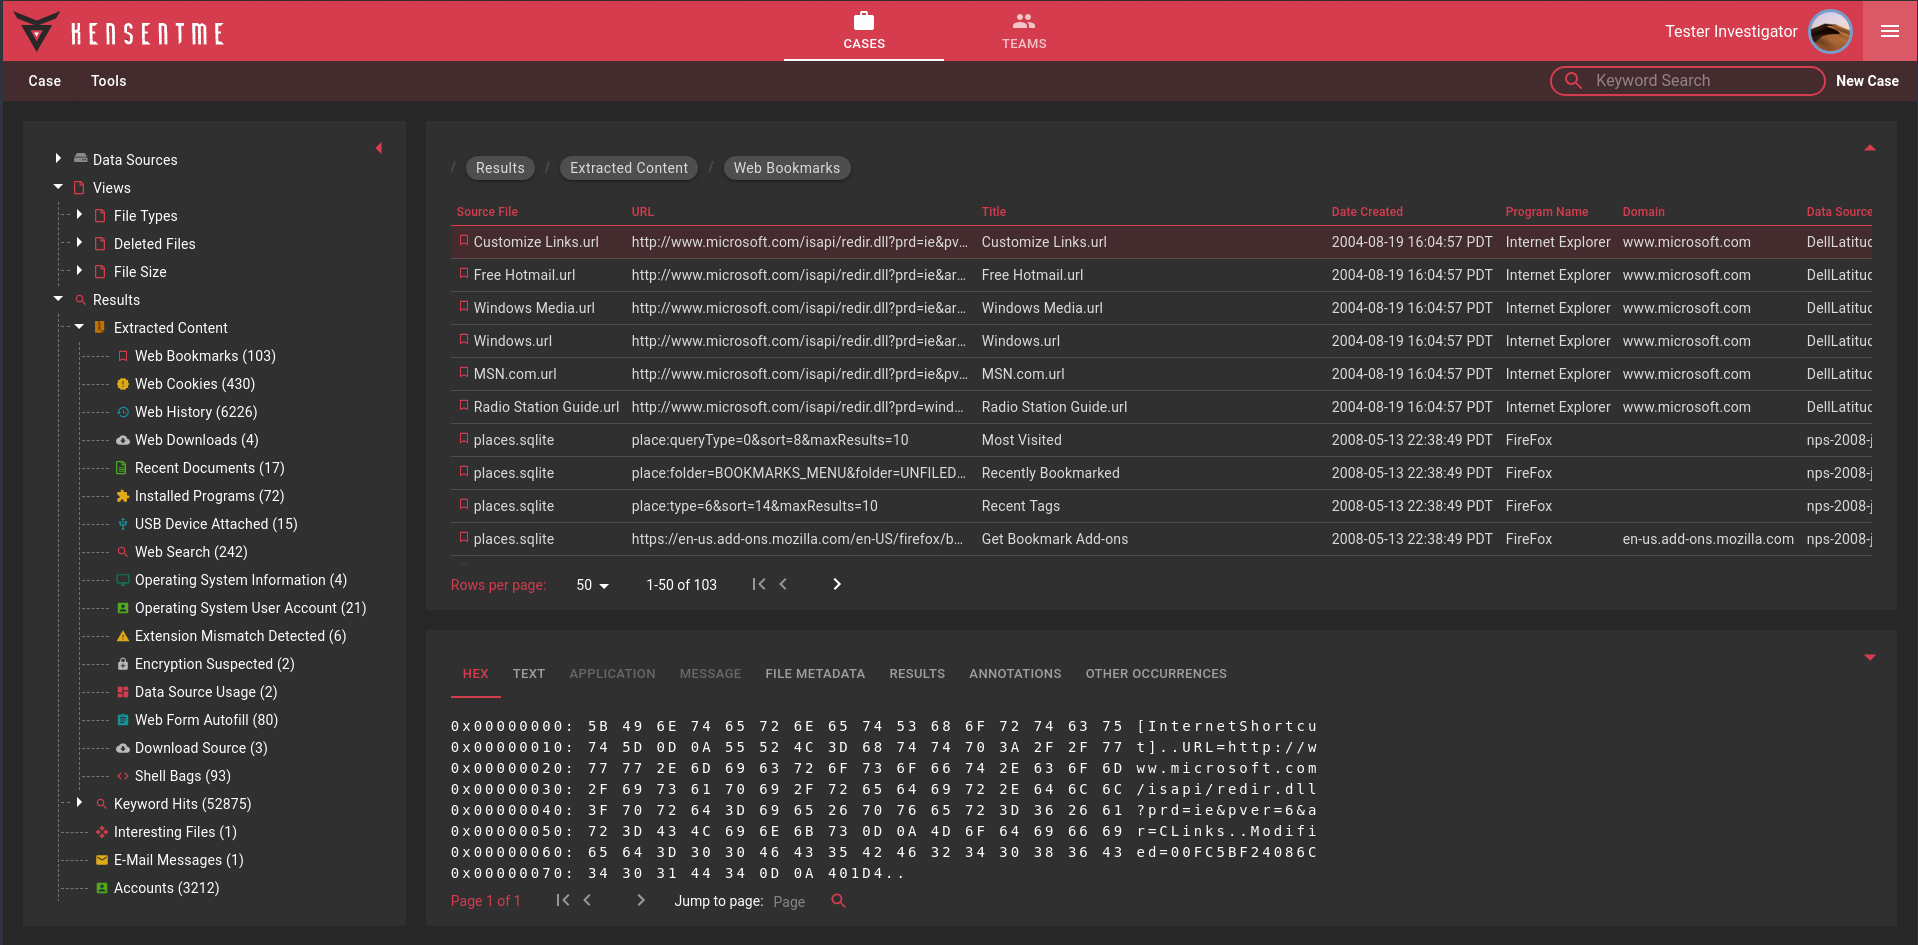 KENSENTME
CASES
TEAMS
Tester Investigator
Case
Tools
Keyword Search
New Case
Data Sources
Views
File Types
Deleted Files
File Size
Results
Extracted Content
Web Bookmarks (103)
Web Cookies (430)
Web History (6226)
Web Downloads (4)
Recent Documents (17)
Installed Programs (72)
USB Device Attached (15)
Web Search (242)
Operating System Information (4)
Operating System User Account (21)
Extension Mismatch Detected (6)
Encryption Suspected (2)
Data Source Usage (2)
Web Form Autofill (80)
Download Source (3)
Shell Bags (93)
Keyword Hits (52875)
Interesting Files (1)
E-Mail Messages (1)
Accounts (3212)
/ Results / Extracted Content / Web Bookmarks
Source File URL Title Date Created Program Name Domain Data Source
Customize Links.url http://www.microsoft.com/isapi/redir.dll?prd=ie&pv... Customize Links.url 2004-08-19 16:04:57 PDT Internet Explorer www.microsoft.com DellLatitud
Free Hotmail.url http://www.microsoft.com/isapi/redir.dll?prd=ie&ar... Free Hotmail.url 2004-08-19 16:04:57 PDT Internet Explorer www.microsoft.com DellLatitud
Windows Media.url http://www.microsoft.com/isapi/redir.dll?prd=ie&ar... Windows Media.url 2004-08-19 16:04:57 PDT Internet Explorer www.microsoft.com DellLatitud
Windows.url http://www.microsoft.com/isapi/redir.dll?prd=ie&ar... Windows.url 2004-08-19 16:04:57 PDT Internet Explorer www.microsoft.com DellLatitud
MSN.com.url http://www.microsoft.com/isapi/redir.dll?prd=ie&pv... MSN.com.url 2004-08-19 16:04:57 PDT Internet Explorer www.microsoft.com DellLatitud
Radio Station Guide.url http://www.microsoft.com/isapi/redir.dll?prd=wind... Radio Station Guide.url 2004-08-19 16:04:57 PDT Internet Explorer www.microsoft.com DellLatitud
places.sqlite place:queryType=0&sort=8&maxResults=10 Most Visited 2008-05-13 22:38:49 PDT FireFox nps-2008-j
places.sqlite place:folder=BOOKMARKS_MENU&folder=UNFILED... Recently Bookmarked 2008-05-13 22:38:49 PDT FireFox nps-2008-j
places.sqlite place:type=6&sort=14&maxResults=10 Recent Tags 2008-05-13 22:38:49 PDT FireFox nps-2008-j
places.sqlite https://en-us.add-ons.mozilla.com/en-US/firefox/b... Get Bookmark Add-ons 2008-05-13 22:38:49 PDT FireFox en-us.add-ons.mozilla.com nps-2008-j
Rows per page: 50 1-50 of 103
HEX TEXT APPLICATION MESSAGE FILE METADATA RESULTS ANNOTATIONS OTHER OCCURRENCES
0x00000000: 5B 49 6E 74 65 72 6E 65 74 53 68 6F 72 74 63 75 [InternetShortcu
0x00000010: 74 5D 0D 0A 55 52 4C 3D 68 74 74 70 3A 2F 2F 77 t]..URL=http://w
0x00000020: 77 77 2E 6D 69 63 72 6F 73 6F 66 74 2E 63 6F 6D ww.microsoft.com
0x00000030: 2F 69 73 61 70 69 2F 72 65 64 69 72 2E 64 6C 6C /isapi/redir.dll
0x00000040: 3F 70 72 64 3D 69 65 26 70 76 65 72 3D 36 26 61 ?prd=ie&pver=6&a
0x00000050: 72 3D 43 4C 69 6E 6B 73 0D 0A 4D 6F 64 69 66 69 r=CLinks..Modifi
0x00000060: 65 64 3D 30 30 46 43 35 42 46 32 34 30 38 36 43 ed=00FC5BF24086C
0x00000070: 34 30 31 44 34 0D 0A 401D4..
Page 1 of 1 Jump to page: Page